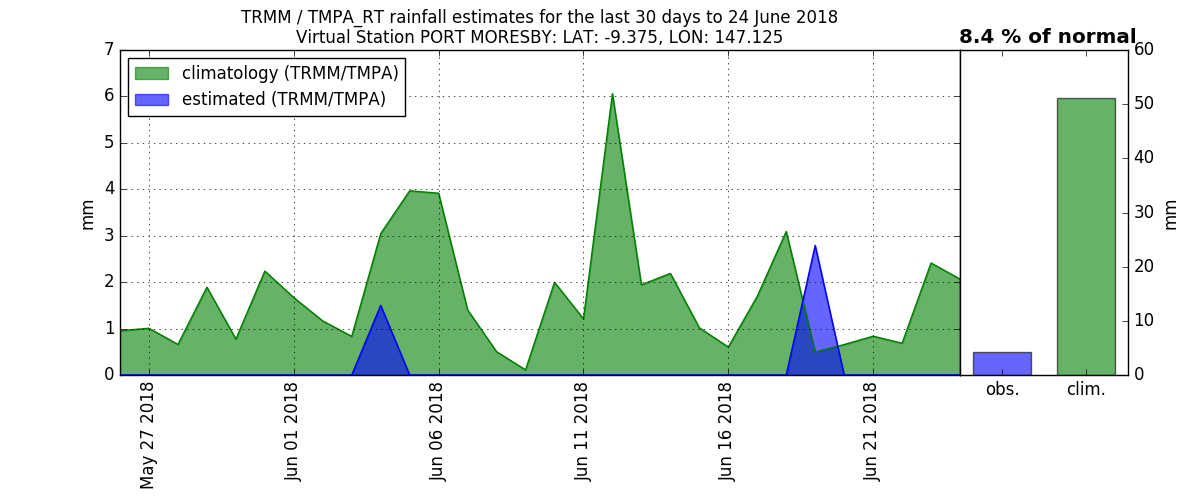 TRMM / TMPA_RT rainfall estimates for the last 30 days to 24 June 2018
Virtual Station PORT MORESBY: LAT: -9.375, LON: 147.125
8.4 % of normal
climatology (TRMM/TMPA)
estimated (TRMM/TMPA)
mm
7
6
5
4
3
2
1
0
May 27 2018
Jun 01 2018
Jun 06 2018
Jun 11 2018
Jun 16 2018
Jun 21 2018
obs.
clim.
60
50
40
30
20
10
0
mm